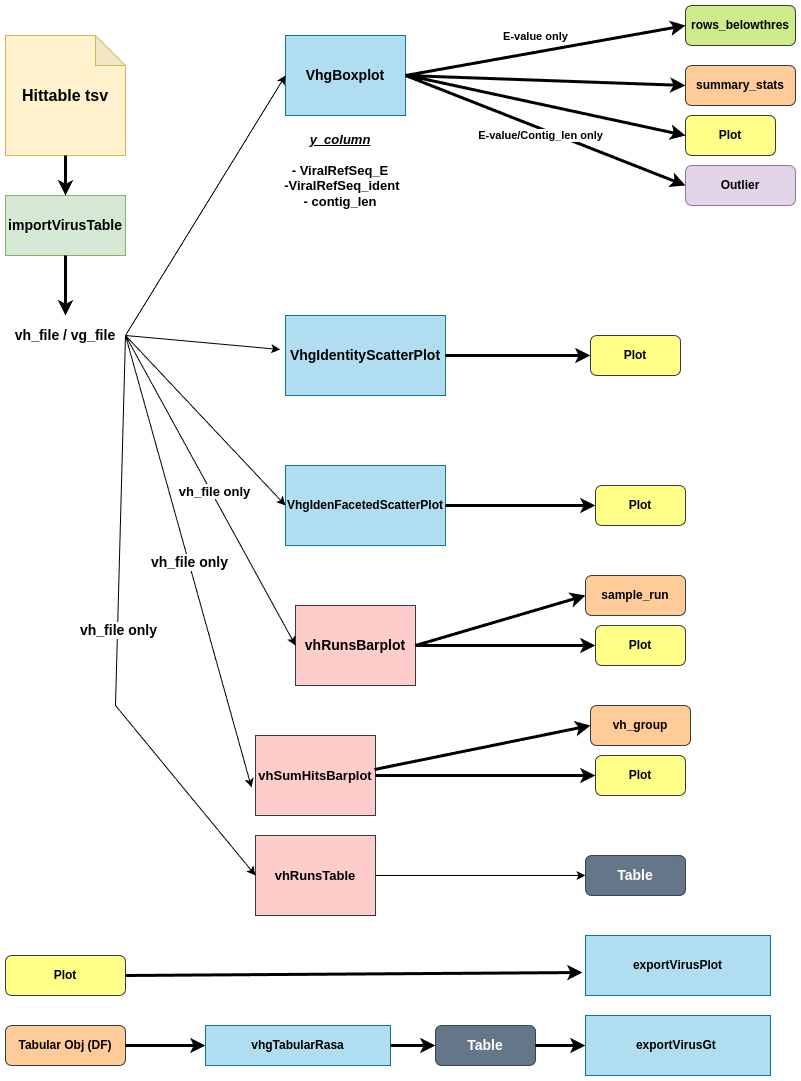 Hittable tsv
importVirusTable
vh_file / vg_file
VhgBoxplot
y_column
- ViralRefSeq_E
-ViralRefSeq_ident
- contig_len
E-value only
E-value/Contig_len only
rows_belowthres
summary_stats
Plot
Outlier
VhgIdentityScatterPlot
Plot
VhgIdenFacetedScatterPlot
Plot
vh_file only
vh_file only
vh_file only
vhRunsBarplot
sample_run
Plot
vhSumHitsBarplot
vh_group
Plot
vhRunsTable
Table
Plot
exportVirusPlot
Tabular Obj (DF)
vhgTabularRasa
Table
exportVirusGt